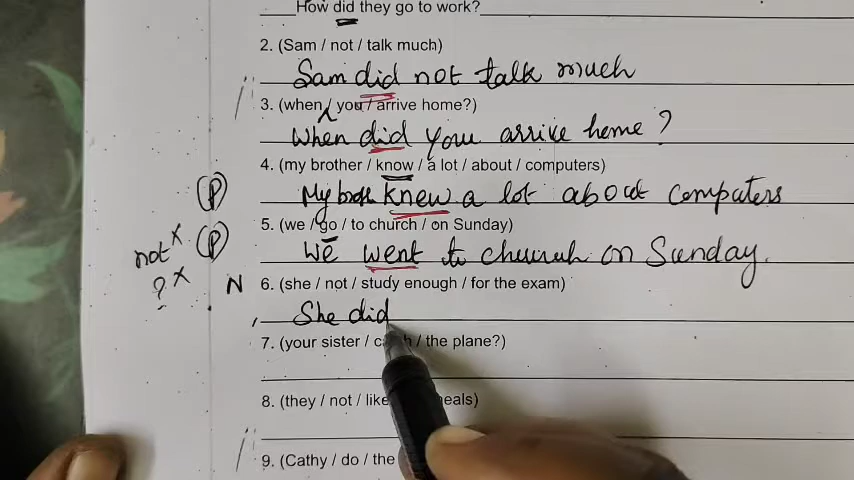 How did they go to work?
2. (Sam / not / talk much)
Sam did not talk much
3. (when / you / arrive home?)
When did you arrive home?
4. (my brother / know / a lot / about / computers)
(P) My broth knew a lot about computers
5. (we / go / to church / on Sunday)
not x (P) We went to church on Sunday.
? x N 6. (she / not / study enough / for the exam)
She did
7. (your sister / c h / the plane?)
8. (they / not / like eals)
9. (Cathy / do / the